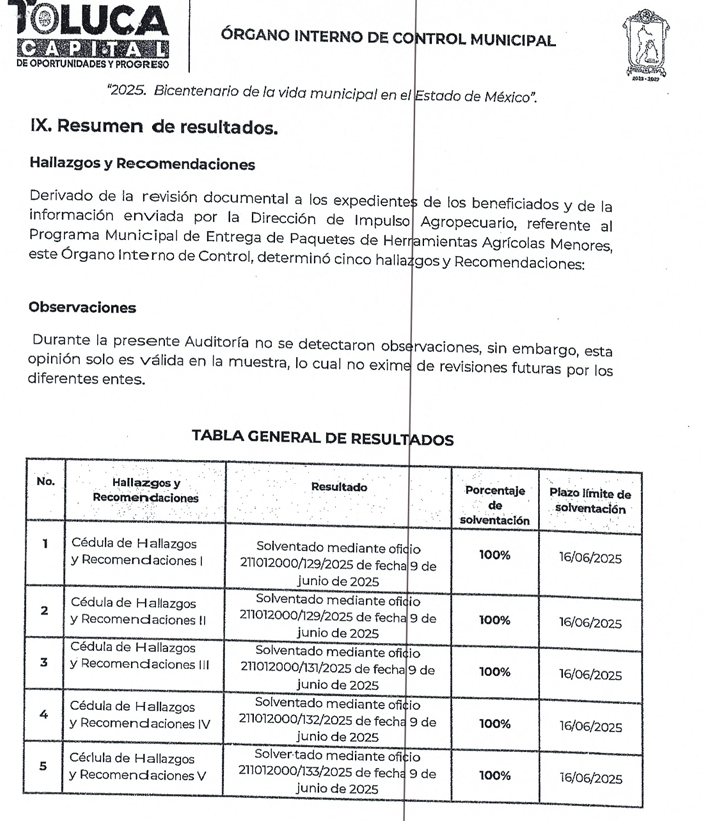 TOLUCA
CAPITAL
DE OPORTUNIDADES Y PROGRESO
ÓRGANO INTERNO DE CONTROL MUNICIPAL
2025 - 2027
"2025. Bicentenario de la vida municipal en el Estado de México".
IX. Resumen de resultados.
Hallazgos y Recomendaciones
Derivado de la revisión documental a los expedientes de los beneficiados y de la
información enviada por la Dirección de Impulso Agropecuario, referente al
Programa Municipal de Entrega de Paquetes de Herramientas Agrícolas Menores,
este Órgano Interno de Control, determinó cinco hallazgos y Recomendaciones:
Observaciones
Durante la presente Auditoría no se detectaron observaciones, sin embargo, esta
opinión solo es válida en la muestra, lo cual no exime de revisiones futuras por los
diferentes entes.
TABLA GENERAL DE RESULTADOS
No.
Hallazgos y
Recomendaciones
Resultado
Porcentaje
de
solventación
Plazo límite de
solventación
1
Cédula de Hallazgos
y Recomendaciones I
Solventado mediante oficio
211012000/129/2025 de fecha 9 de
junio de 2025
100%
16/06/2025
2
Cédula de Hallazgos
y Recomendaciones II
Solventado mediante oficio
211012000/129/2025 de fecha 9 de
junio de 2025
100%
16/06/2025
3
Cédula de Hallazgos
y Recomendaciones III
Solventado mediante oficio
211012000/131/2025 de fecha 9 de
junio de 2025
100%
16/06/2025
4
Cédula de Hallazgos
y Recomendaciones IV
Solventado mediante oficio
211012000/132/2025 de fecha 9 de
junio de 2025
100%
16/06/2025
5
Cédula de Hallazgos
y Recomendaciones V
Solventado mediante oficio
211012000/133/2025 de fecha 9 de
junio de 2025
100%
16/06/2025